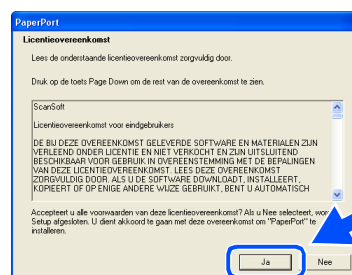 PaperPort
Licentieovereenkomst
Lees de onderstaande licentieovereenkomst zorgvuldig door.
Druk op de toets Page Down om de rest van de overeenkomst te zien.
ScanSoft
Licentieovereenkomst voor eindgebruikers
DE BIJ DEZE OVEREENKOMST GELEVERDE SOFTWARE EN MATERIALEN ZIJN
VERLEEND ONDER LICENTIE EN NIET VERKOCHT EN ZIJN UITSLUITEND
BESCHIKBAAR VOOR GEBRUIK IN OVEREENSTEMMING MET DE BEPALINGEN
VAN DEZE LICENTIEOVEREENKOMST. LEES DEZE OVEREENKOMST
ZORGVULDIG DOOR. ALS U DE SOFTWARE DOWNLOADT, INSTALLEERT,
KOPIEERT OF OP ENIGE ANDERE WIJZE GEBRUIKT, BENT U AUTOMATISCH
Accepteert u alle voorwaarden van deze licentieovereenkomst? Als u Nee selecteert,
Setup afgesloten. U dient akkoord te gaan met deze overeenkomst om "PaperPort" te
installeren.
Ja
Nee